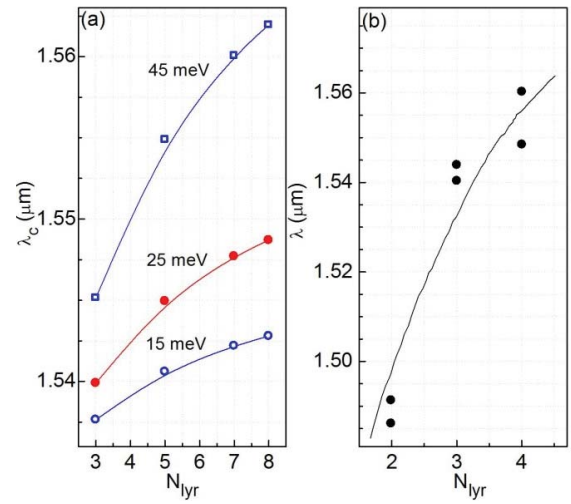 (a)
1.56
1.55
1.54
λc (μm)
45 meV
25 meV
15 meV
3 4 5 6 7 8
Nlyr
(b)
1.56
1.54
1.52
1.50
λ (μm)
2 3 4
Nlyr